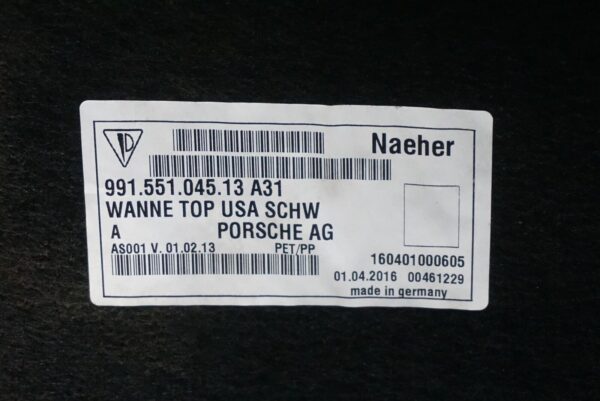 Naeher
991.551.045.13 A31
WANNE TOP USA SCHW
A PORSCHE AG
AS001 V. 01.02.13 PET/PP
160401000605
01.04.2016 00461229
made in germany